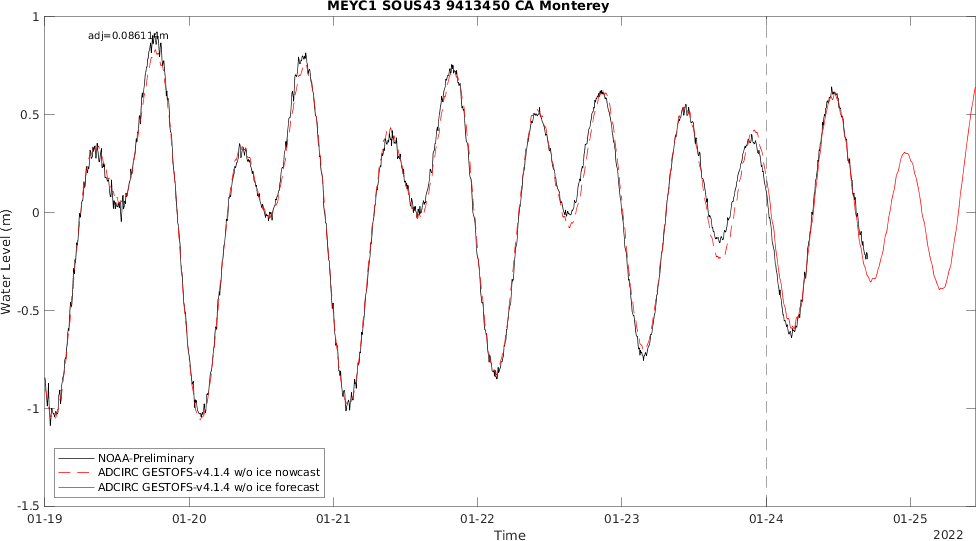 MEYC1 SOUS43 9413450 CA Monterey
adj=0.086114m
1
0.5
0
-0.5
-1
-1.5
Water Level (m)
NOAA-Preliminary
ADCIRC GESTOFS-v4.1.4 w/o ice nowcast
ADCIRC GESTOFS-v4.1.4 w/o ice forecast
01-19 01-20 01-21 01-22 01-23 01-24 01-25
Time
2022